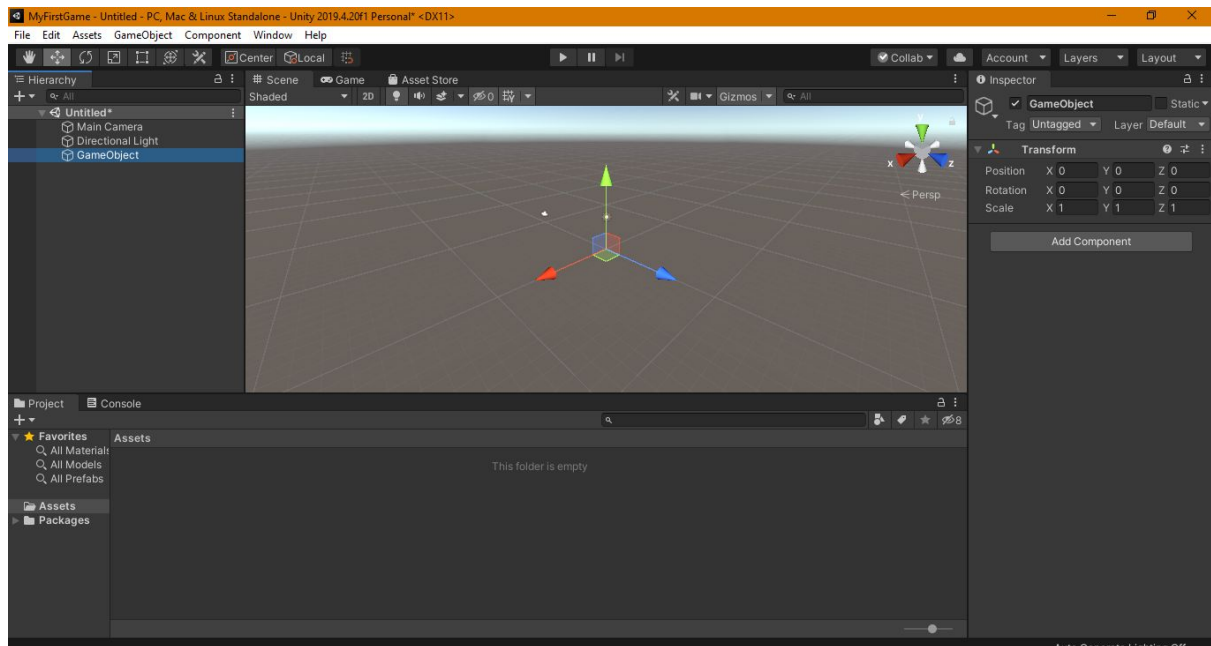 MyFirstGame - Untitled - PC, Mac & Linux Standalone - Unity 2019.4.20f1 Personal* <DX11>
File Edit Assets GameObject Component Window Help
Center Local Collab Account Layers Layout
Hierarchy
All
Untitled*
Main Camera
Directional Light
GameObject
# Scene Game Asset Store
Shaded 2D 0 Gizmos All
y
x z
Persp
Inspector
GameObject Static
Tag Untagged Layer Default
Transform
Position X 0 Y 0 Z 0
Rotation X 0 Y 0 Z 0
Scale X 1 Y 1 Z 1
Add Component
Project Console
8
Favorites
All Materials
All Models
All Prefabs
Assets
Packages
Assets
This folder is empty